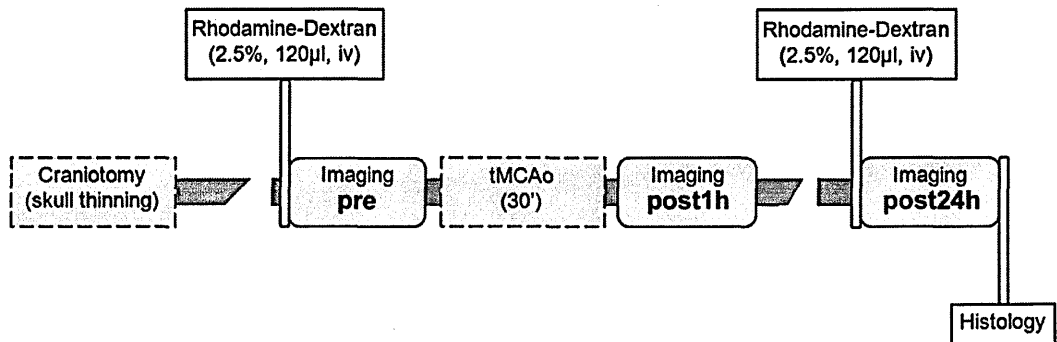 Rhodamine-Dextran
(2.5%, 120µl, iv)
Rhodamine-Dextran
(2.5%, 120µl, iv)
Craniotomy
(skull thinning)
Imaging
pre
tMCAo
(30')
Imaging
post1h
Imaging
post24h
Histology